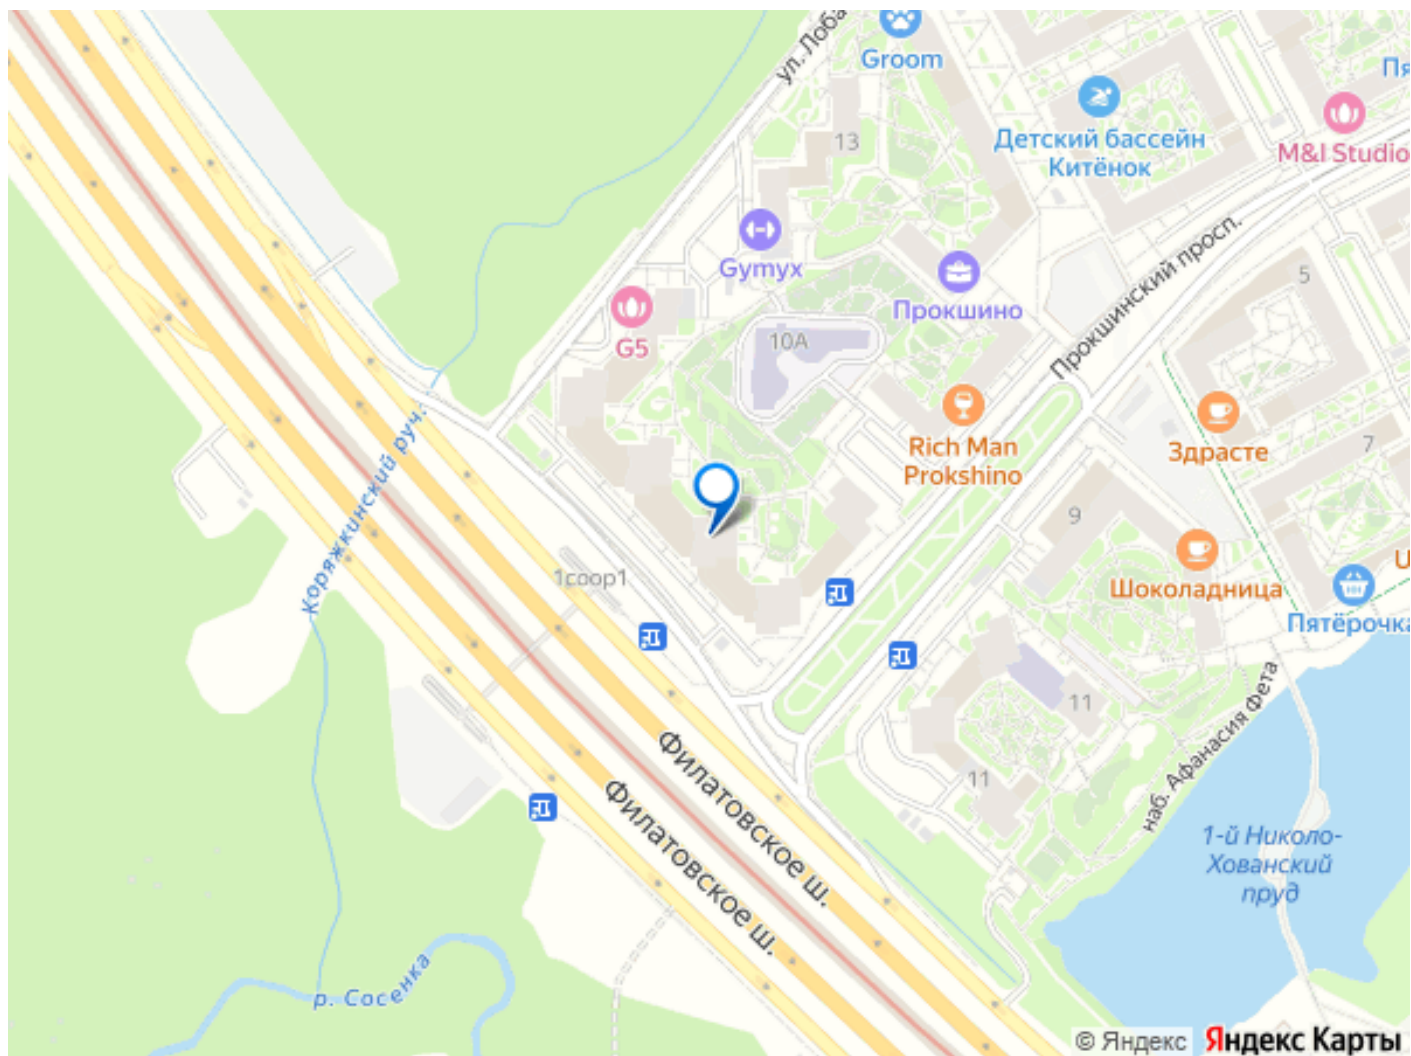 ул. Лоба
Groom
Пя
Детский бассейн
Китёнок
M&I Studio
13
Gymyx
Прокшино
Прокшинский просп.
5
G5
10А
Rich Man
Prokshino
Здрасте
7
Коряжкинский руч.
9
Шоколадница
U
Пятёрочка
1соор1
11
11
наб. Афанасия Фета
Филатовское ш.
Филатовское ш.
1-й Николо-
Хованский
пруд
р. Сосенка
© Яндекс Яндекс Карты